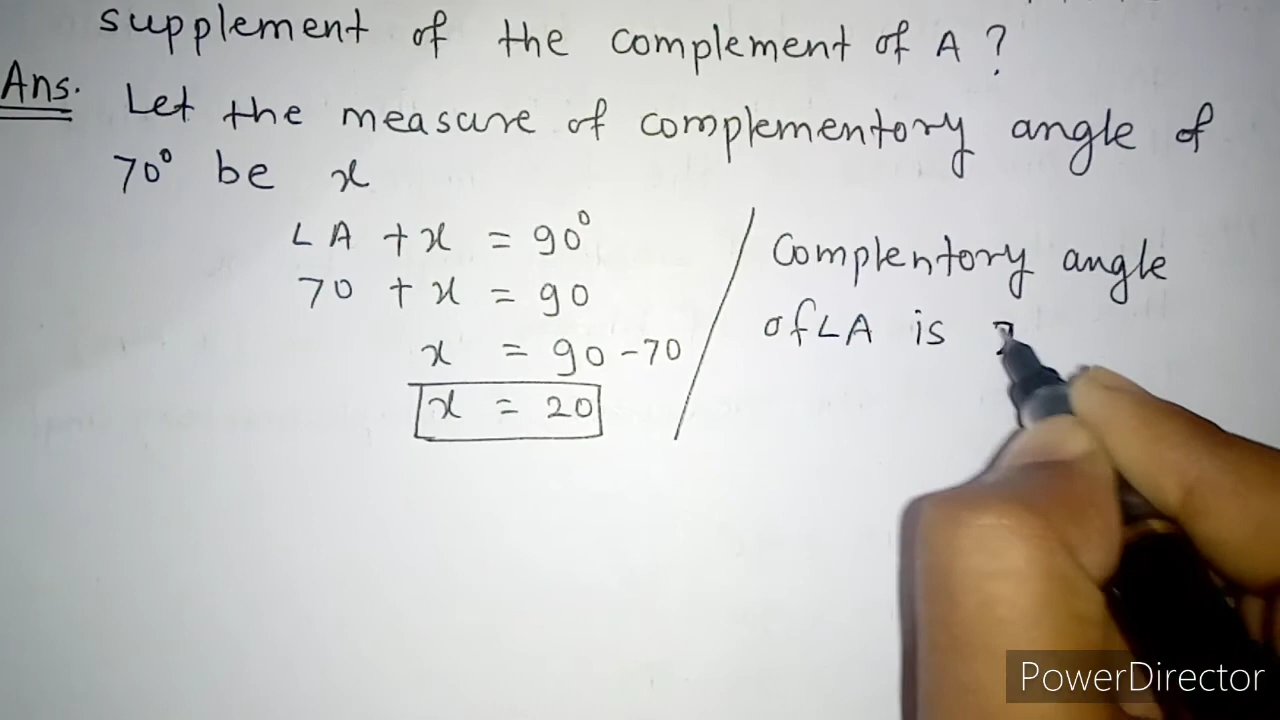 supplement of the complement of A?
Ans. Let the measure of complementory angle of
70° be x
∠A + x = 90°
70 + x = 90
x = 90 - 70
x = 20
Complentory angle
of ∠A is
PowerDirector